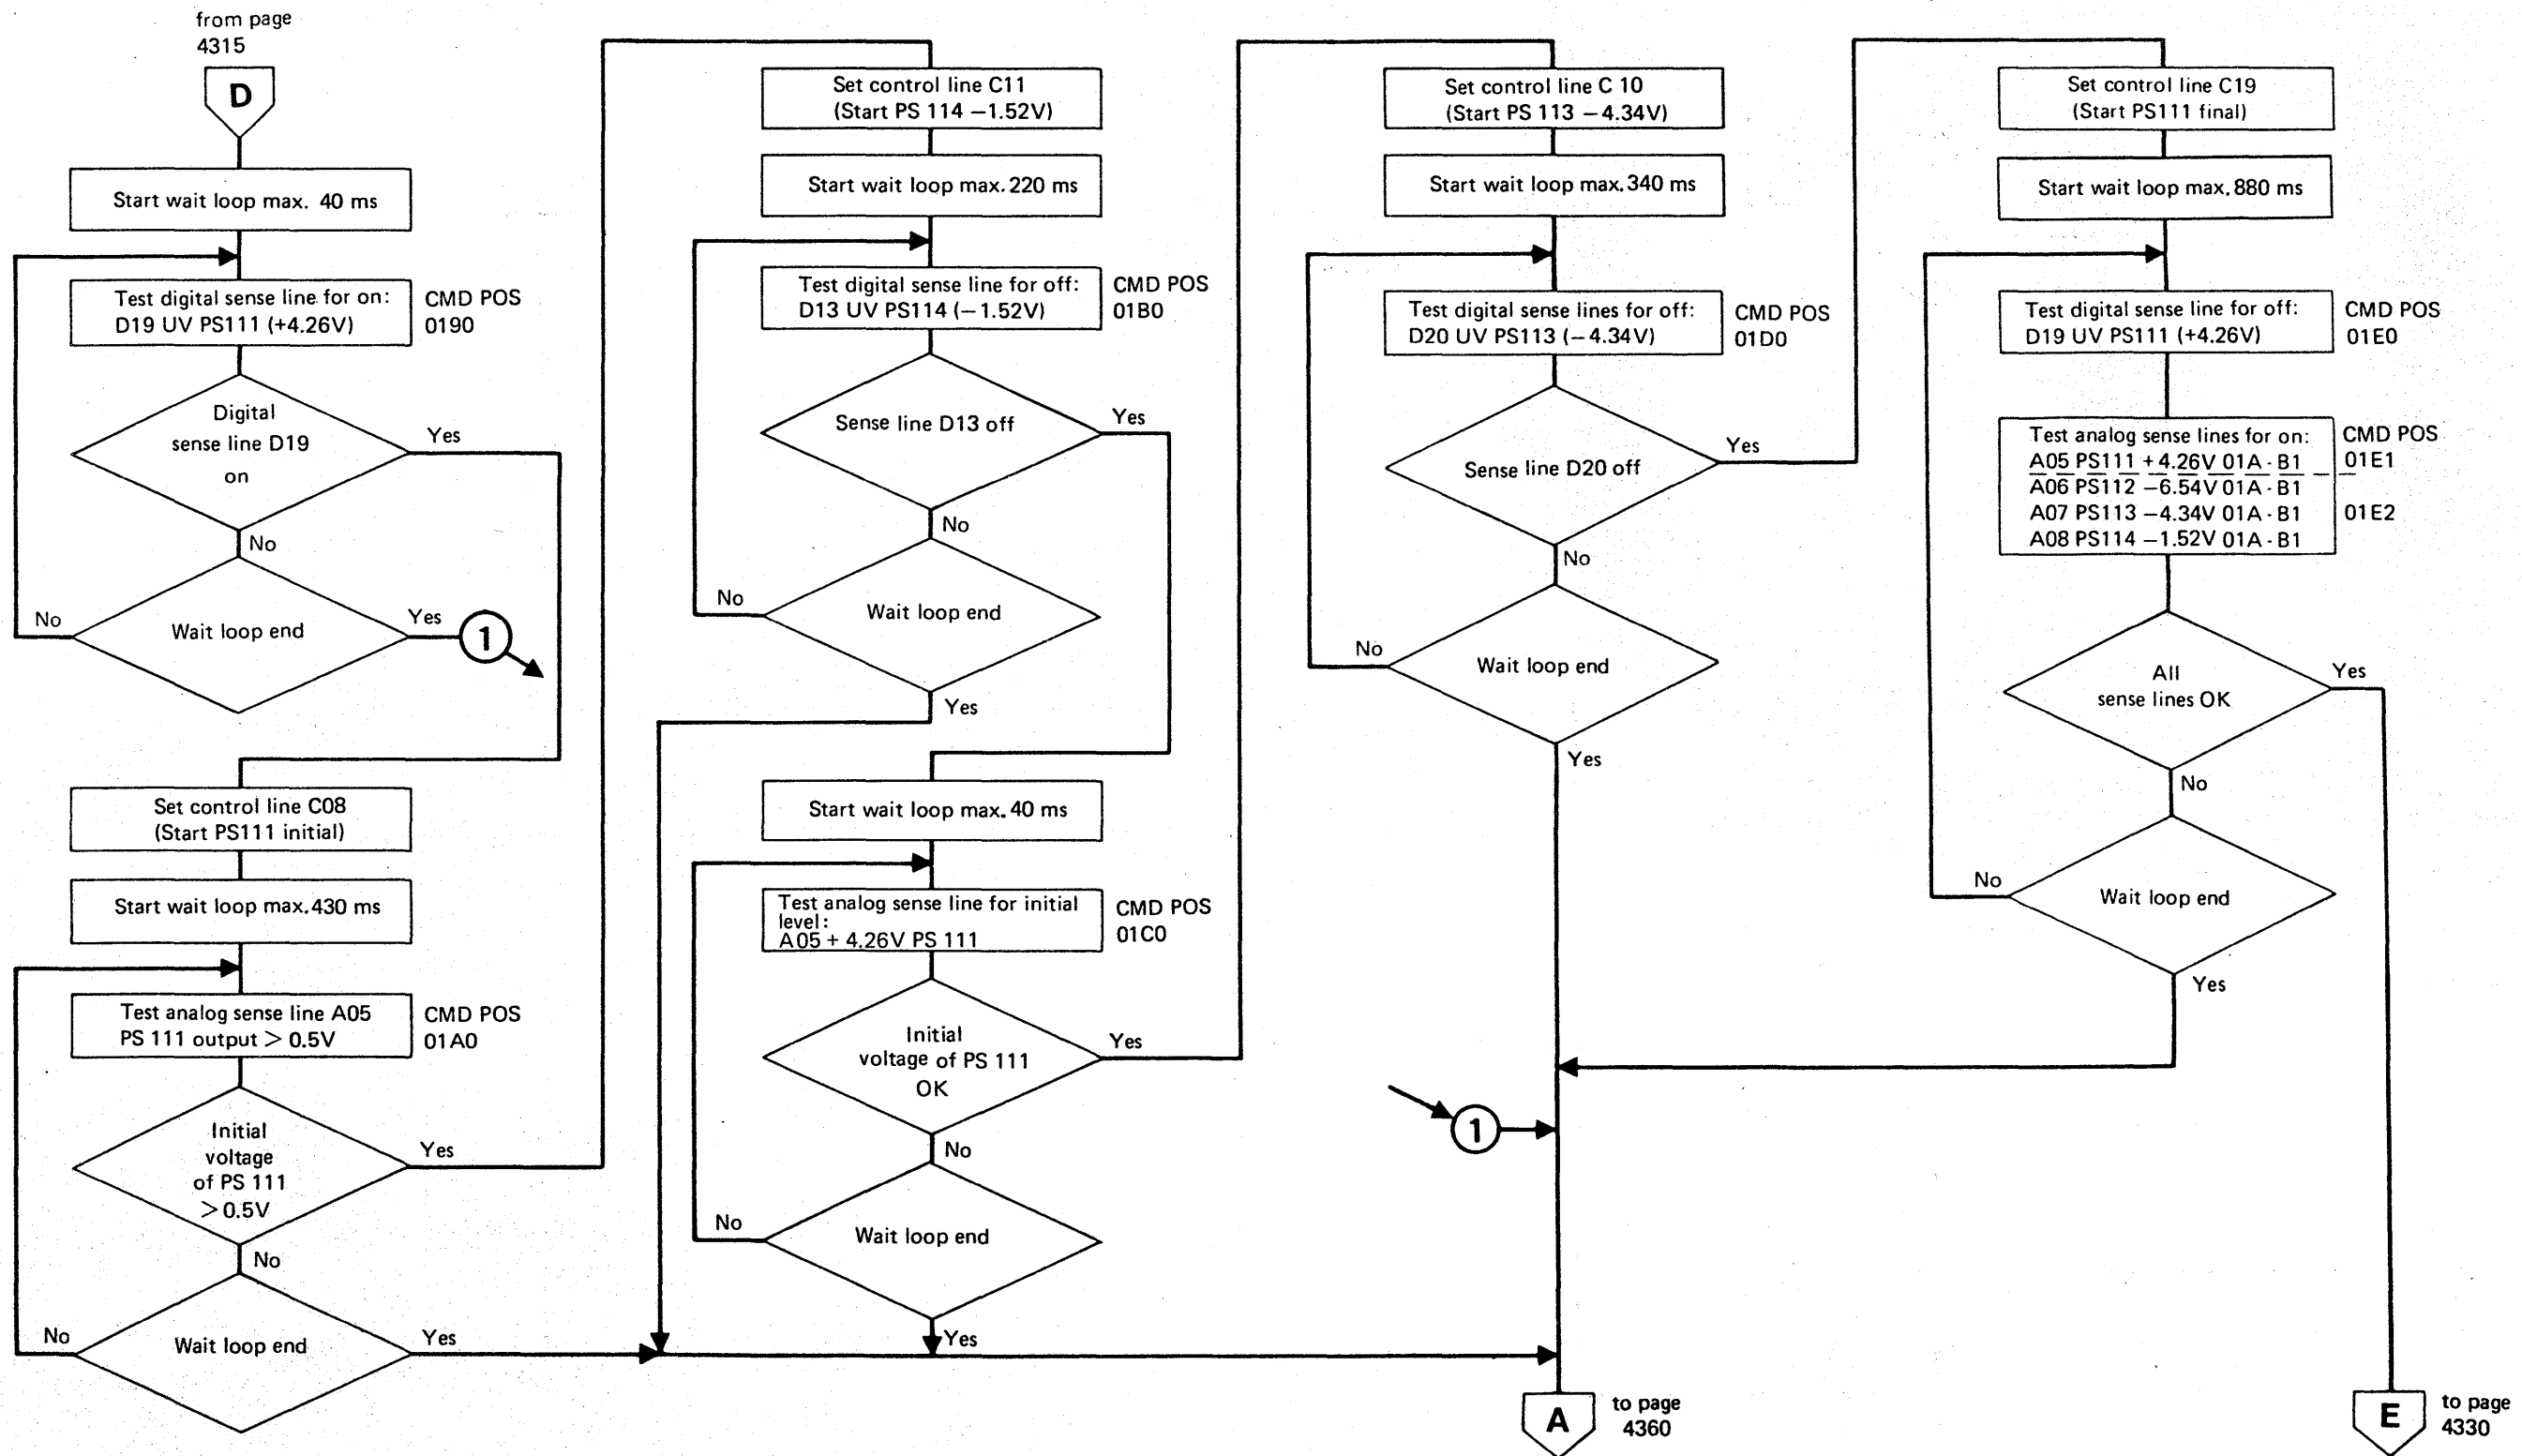 from page
4315
D
Start wait loop max. 40 ms
Test digital sense line for on:
D19 UV PS111 (+4.26V)
CMD POS
0190
Digital
sense line D19
on
Yes
No
Wait loop end
No
Yes
1
Set control line C08
(Start PS111 initial)
Start wait loop max.430 ms
Test analog sense line A05
PS 111 output > 0.5V
CMD POS
01A0
Initial
voltage
of PS 111
> 0.5V
Yes
No
Wait loop end
No
Yes
Set control line C11
(Start PS 114 −1.52V)
Start wait loop max. 220 ms
Test digital sense line for off:
D13 UV PS114 (−1.52V)
CMD POS
01B0
Sense line D13 off
Yes
No
Wait loop end
No
Yes
Start wait loop max. 40 ms
Test analog sense line for initial
level:
A05 + 4.26V PS 111
CMD POS
01C0
Initial
voltage of PS 111
OK
Yes
No
Wait loop end
No
Yes
Set control line C 10
(Start PS 113 −4.34V)
Start wait loop max.340 ms
Test digital sense lines for off:
D20 UV PS113 (−4.34V)
CMD POS
01D0
Sense line D20 off
Yes
No
Wait loop end
No
Yes
1
A
to page
4360
Set control line C19
(Start PS111 final)
Start wait loop max. 880 ms
Test digital sense line for off:
D19 UV PS111 (+4.26V)
CMD POS
01E0
Test analog sense lines for on:
A05 PS111 +4.26V 01A-B1
A06 PS112 −6.54V 01A-B1
A07 PS113 −4.34V 01A-B1
A08 PS114 −1.52V 01A-B1
CMD POS
01E1
01E2
All
sense lines OK
Yes
No
Wait loop end
No
Yes
E
to page
4330